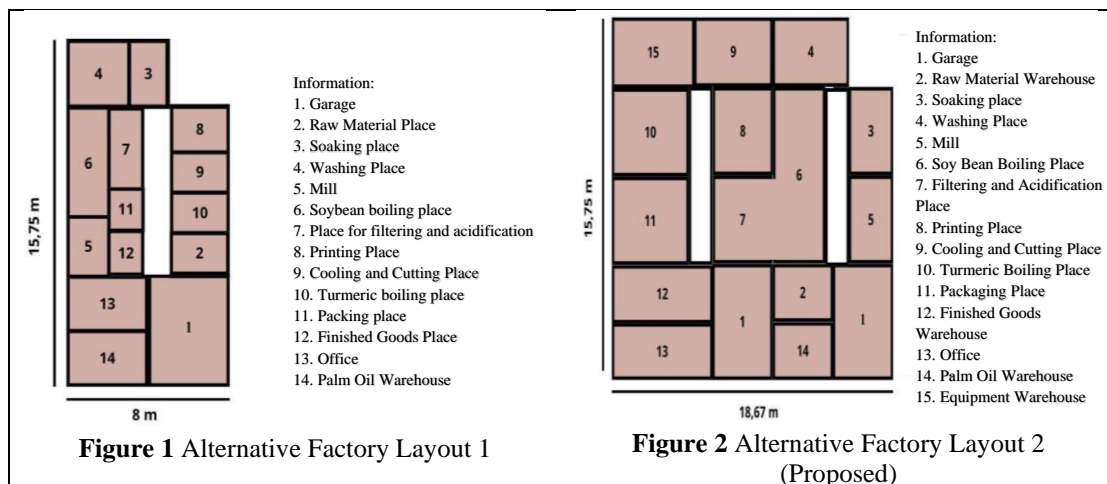 4
3
6
7
8
9
11
10
5
12
2
13
1
14
15,75 m
8 m
Information:
1. Garage
2. Raw Material Place
3. Soaking place
4. Washing Place
5. Mill
6. Soybean boiling place
7. Place for filtering and acidification
8. Printing Place
9. Cooling and Cutting Place
10. Turmeric boiling place
11. Packing place
12. Finished Goods Place
13. Office
14. Palm Oil Warehouse
Figure 1 Alternative Factory Layout 1
15
9
4
10
8
3
6
11
7
5
12
2
1
1
13
14
15,75 m
18,67 m
Information:
1. Garage
2. Raw Material Warehouse
3. Soaking place
4. Washing Place
5. Mill
6. Soy Bean Boiling Place
7. Filtering and Acidification
Place
8. Printing Place
9. Cooling and Cutting Place
10. Turmeric Boiling Place
11. Packaging Place
12. Finished Goods
Warehouse
13. Office
14. Palm Oil Warehouse
15. Equipment Warehouse
Figure 2 Alternative Factory Layout 2
(Proposed)